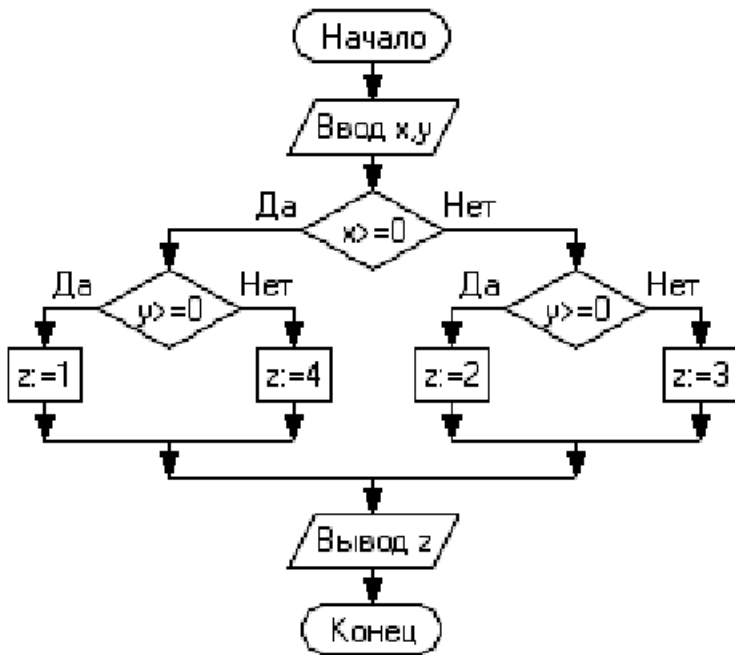 Начало
Ввод x,y
Да
Нет
x>=0
Да
Нет
Да
Нет
y>=0
y>=0
z:=1
z:=4
z:=2
z:=3
Вывод z
Конец